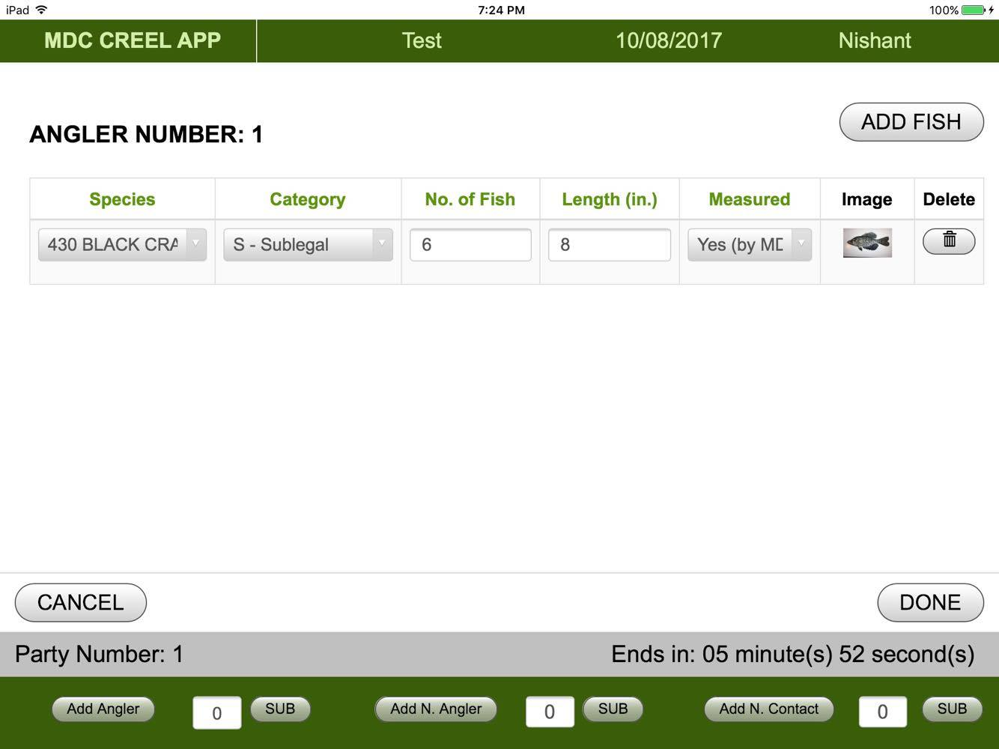 iPad 7:24 PM 100%
MDC CREEL APP Test 10/08/2017 Nishant
ADD FISH
ANGLER NUMBER: 1
Species Category No. of Fish Length (in.) Measured Image Delete
430 BLACK CRA S - Sublegal 6 8 Yes (by MD
CANCEL DONE
Party Number: 1 Ends in: 05 minute(s) 52 second(s)
Add Angler 0 SUB Add N. Angler 0 SUB Add N. Contact 0 SUB